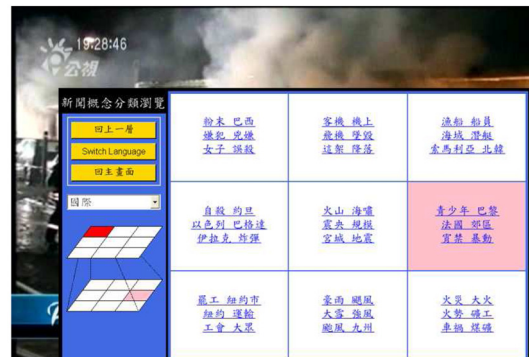 19:28:46
公視
新聞概念分類瀏覽
回上一層
Switch Language
回主畫面
國際
粉末 巴西
嫌犯 兇嫌
女子 誤殺
客機 機上
飛機 墜毀
這架 降落
漁船 船員
海域 潛艇
索馬利亞 北韓
自殺 約旦
以色列 巴格達
伊拉克 炸彈
火山 海嘯
震央 規模
宮城 地震
青少年 巴黎
法國 郊區
宵禁 暴動
罷工 紐約市
紐約 運輸
工會 大眾
豪雨 颶風
大雪 強風
颱風 九州
火災 大火
火勢 礦工
車禍 煤礦